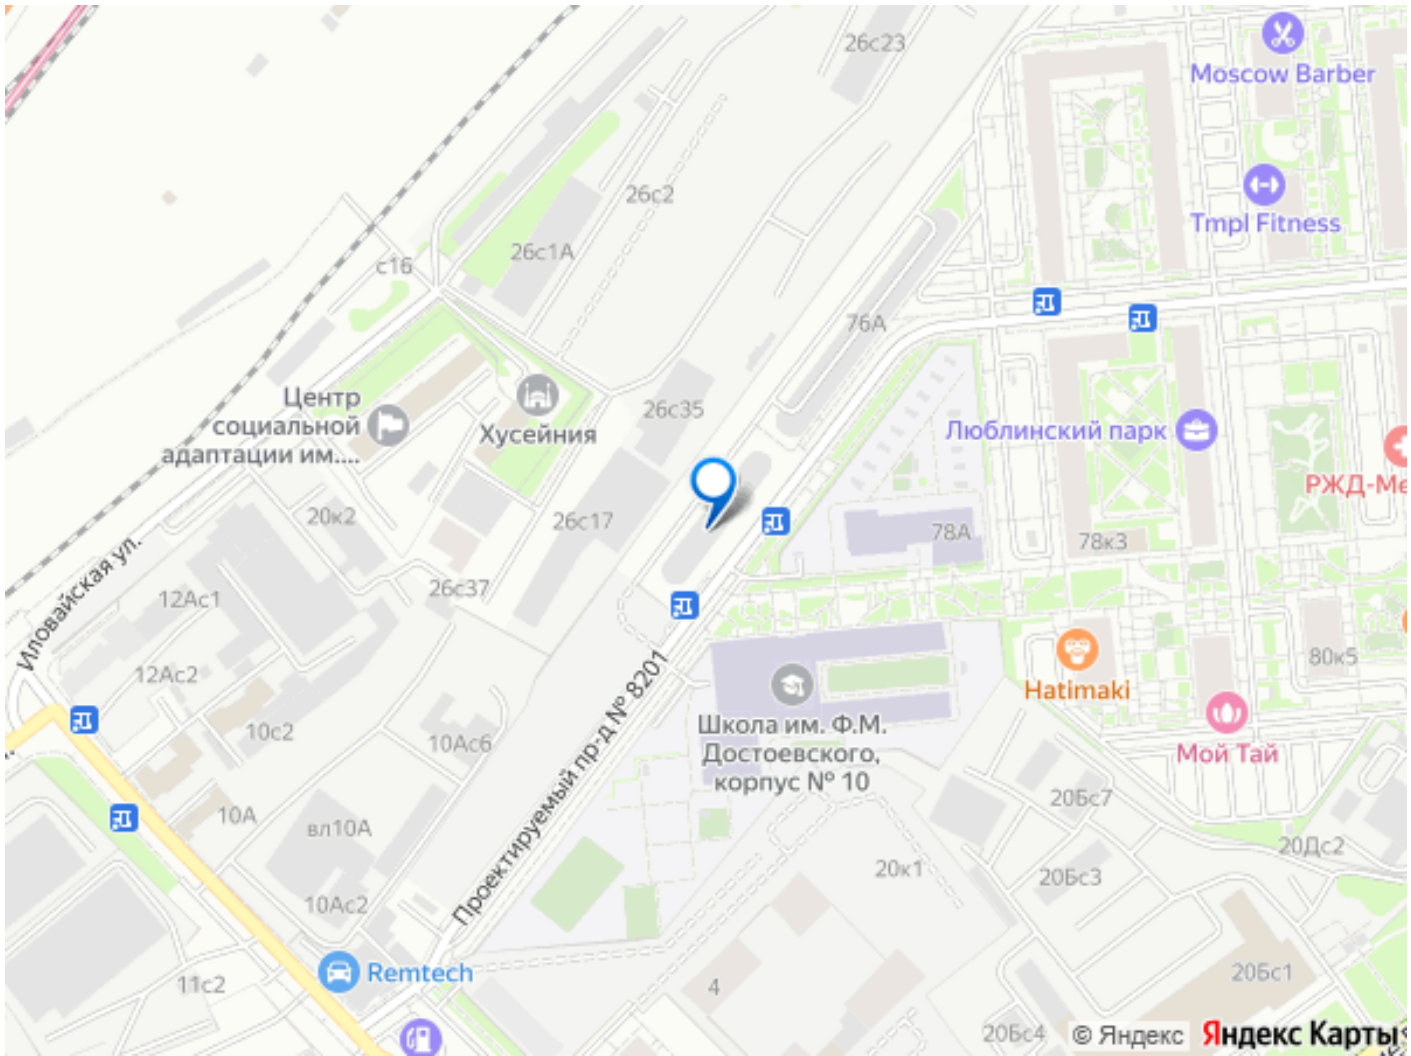 26с23
Moscow Barber
26с2
Tmpl Fitness
26с1А
с16
76А
Центр
социальной
адаптации им....
Хусейния
26с35
Люблинский парк
РЖД-Ме
20к2
26с17
78А
78к3
Иловайская ул.
12Ас1
26с37
12Ас2
Проектируемый пр-д № 8201
80к5
Hatimaki
10с2
10Ас6
Школа им. Ф.М.
Достоевского,
корпус № 10
Мой Тай
10А
вл10А
20Бс7
20Дс2
20к1
20Бс3
10Ас2
Remtech
11с2
4
20Бс1
20Бс4
© Яндекс
Яндекс Карты